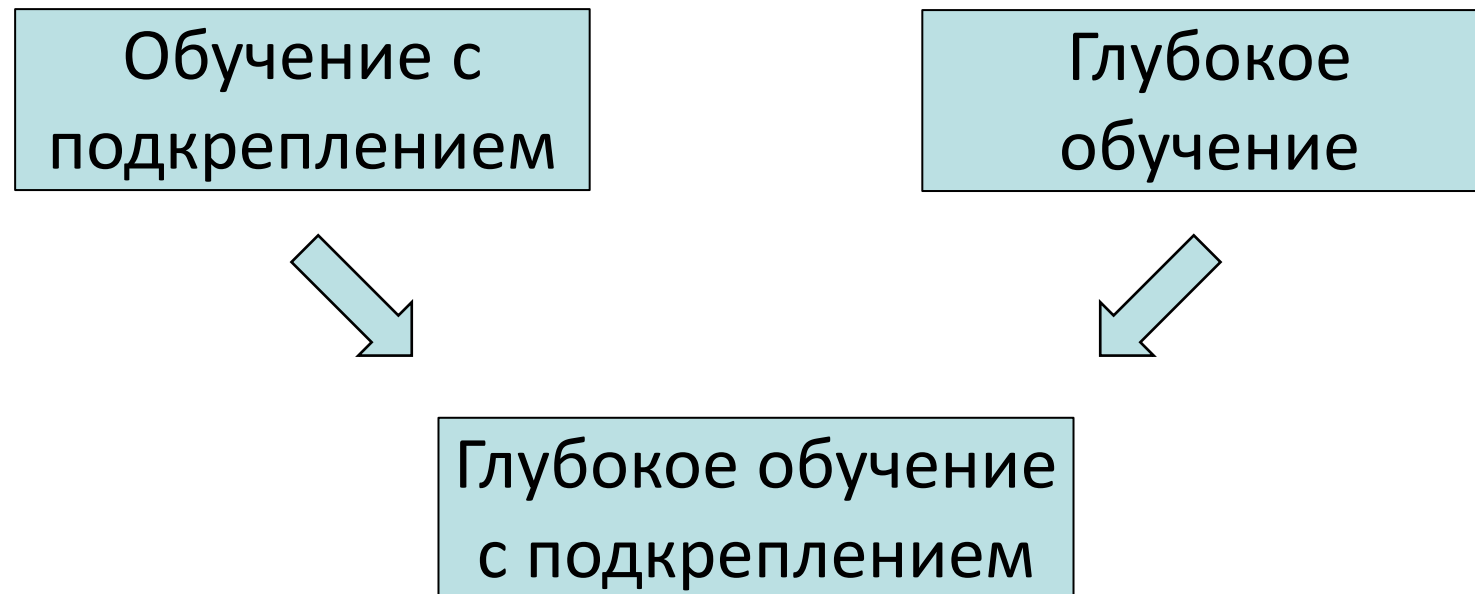 Обучение с
подкреплением
Глубокое
обучение
Глубокое обучение
с подкреплением